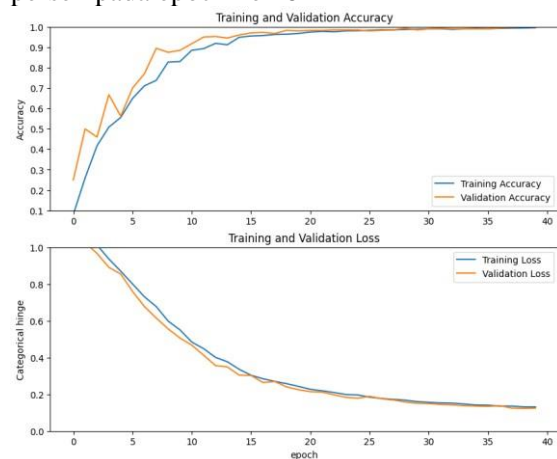 persen pada epoch
Training and Validation Accuracy
1.0
0.9
0.8
0.7
0.6
0.5
0.4
0.3
0.2
0.1
Accuracy
Training Accuracy
Validation Accuracy
0 5 10 15 20 25 30 35 40
Training and Validation Loss
1.0
0.8
0.6
0.4
0.2
0.0
Categorical hinge
Training Loss
Validation Loss
0 5 10 15 20 25 30 35 40
epoch